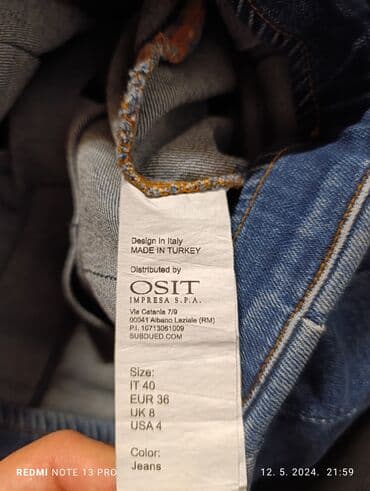 Design in Italy
MADE IN TURKEY
Distributed by
OSIT
IMPRESA S.P.A.
Via Catania 7/9
00041 Albano Laziale (RM)
P.I. 10713061009
SUBDUED.COM
Size:
IT 40
EUR 36
UK 8
USA 4
Color:
Jeans
REDMI NOTE 13 PRO
12. 5. 2024. 21:59